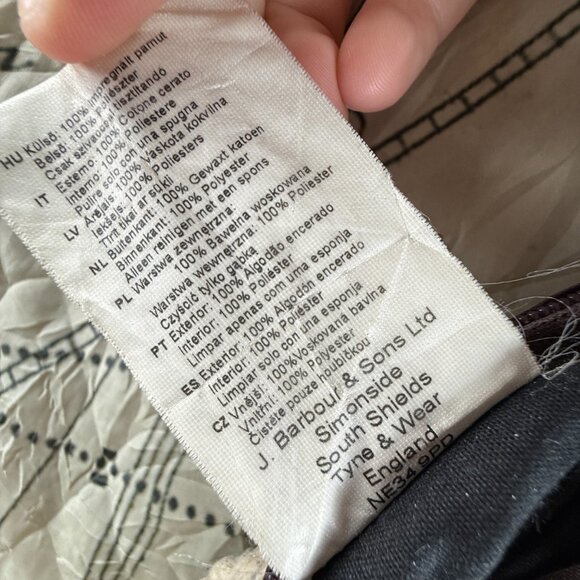 HU Külső: 100% Impregnált pamut
Belső: 100% Poliészter
Csak szivaccsal tisztítandó
IT Esterno: 100% Cotone cerato
Interno: 100% Poliestere
Pulire solo con una spugna
LV Ārējais: 100% Vaskota kokvilna
Iekšējs: 100% Poliesters
Tīrīt tikai ar sūkli
NL Buitenkant: 100% Gewaxt katoen
Binnenkant: 100% Polyester
Alleen reinigen met een spons
PL Warstwa zewnętrzna:
100% Bawełna woskowana
Warstwa wewnętrzna: 100% Poliester
Czyścić tylko gąbką
PT Exterior: 100% Algodão encerado
Interior: 100% Poliéster
Limpar apenas com uma esponja
ES Exterior: 100% Algodón encerado
Interior: 100% Poliéster
Limpiar solo con una esponja
CZ Vnější: 100% Voskovaná bavlna
Vnitřní: 100% Polyester
Čistěte pouze houbičkou
J. Barbour & Sons Ltd
Simonside
South Shields
Tyne & Wear
England
NE34 9PD